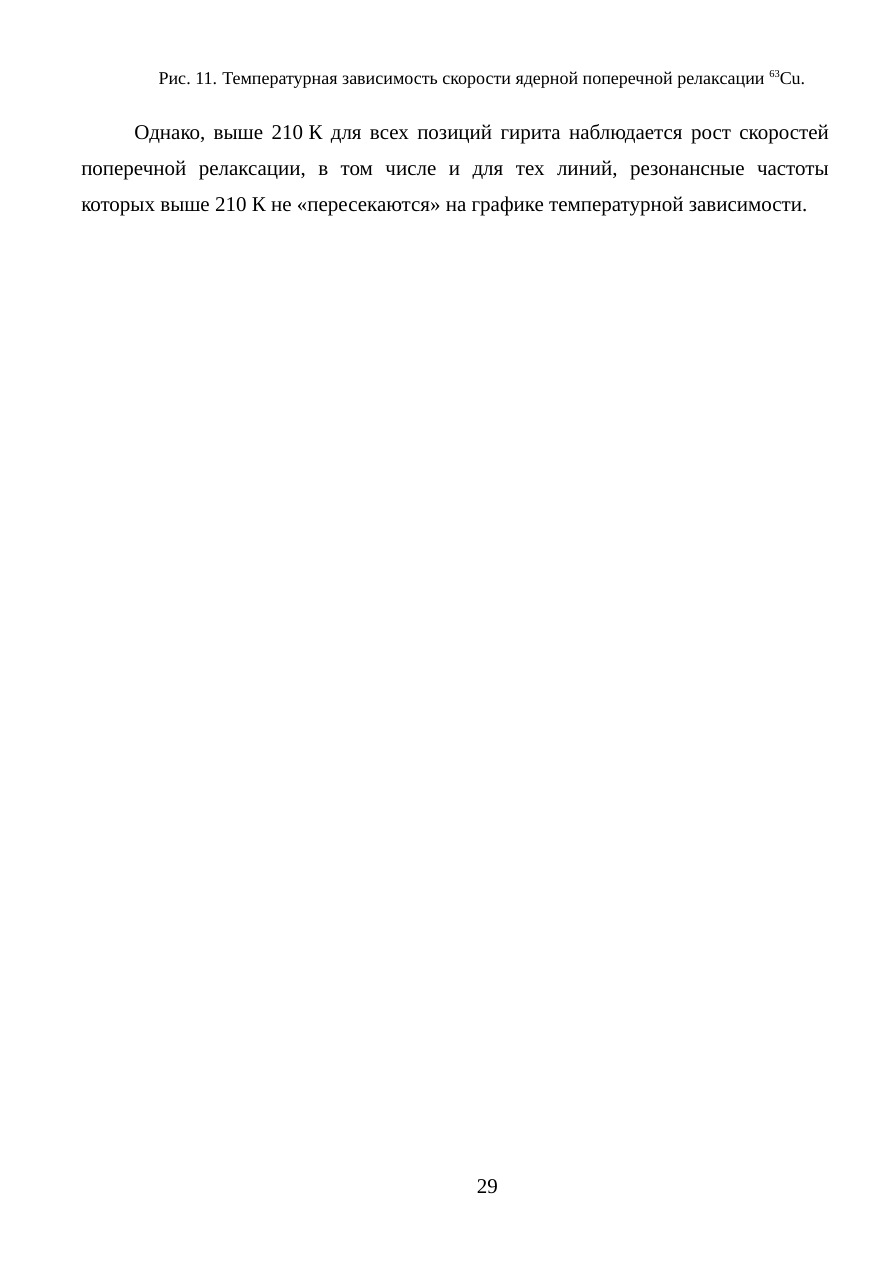 Рис. 11. Температурная зависимость скорости ядерной поперечной релаксации ⁶³Cu.
Однако, выше 210 К для всех позиций гирита наблюдается рост скоростей
поперечной релаксации, в том числе и для тех линий, резонансные частоты
которых выше 210 К не «пересекаются» на графике температурной зависимости.
29